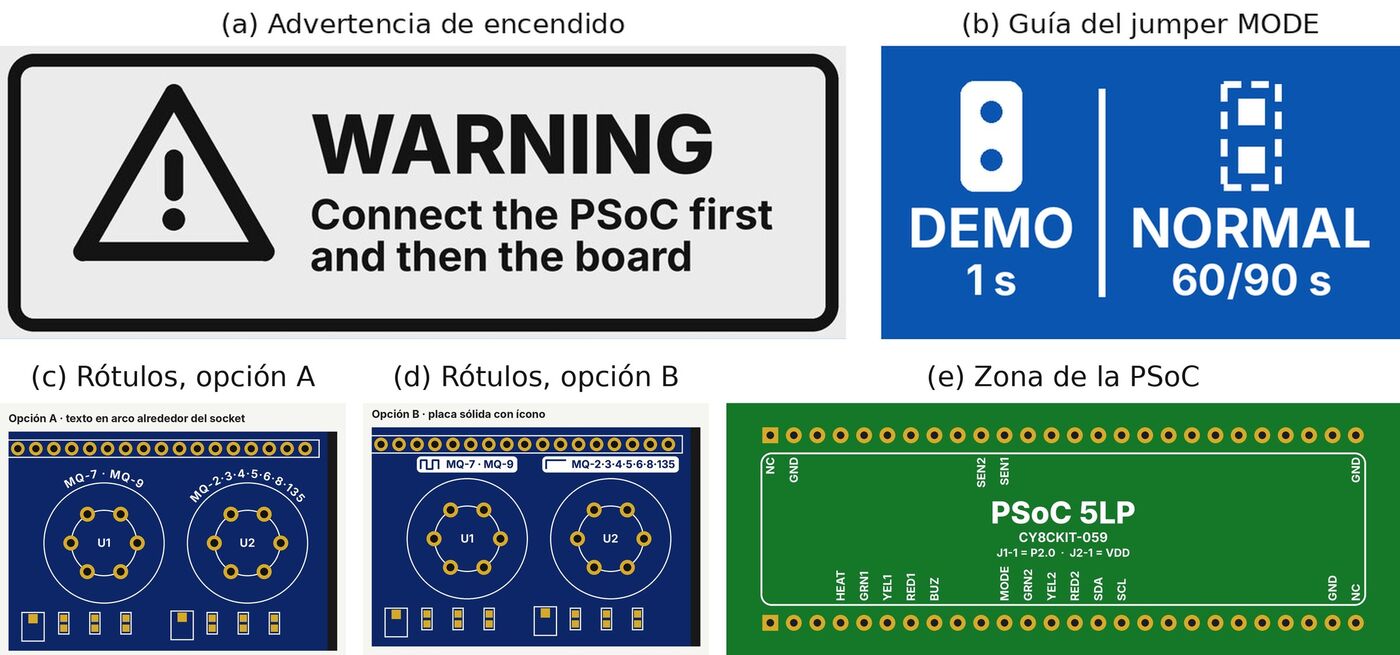 (a) Advertencia de encendido
WARNING
Connect the PSoC first
and then the board
(b) Guía del jumper MODE
DEMO
1 s
NORMAL
60/90 s
(c) Rótulos, opción A
Opción A · texto en arco alrededor del socket
MQ-7 · MQ-9
MQ-2·3·4·5·6·8·135
U1
U2
(d) Rótulos, opción B
Opción B · placa sólida con ícono
MQ-7 · MQ-9
MQ-2·3·4·5·6·8·135
U1
U2
(e) Zona de la PSoC
NC
GND
SEN2
SEN1
GND
PSoC 5LP
CY8CKIT-059
J1-1 = P2.0 · J2-1 = VDD
HEAT
GRN1
YEL1
RED1
BUZ
MODE
GRN2
YEL2
RED2
SDA
SCL
GND
NC